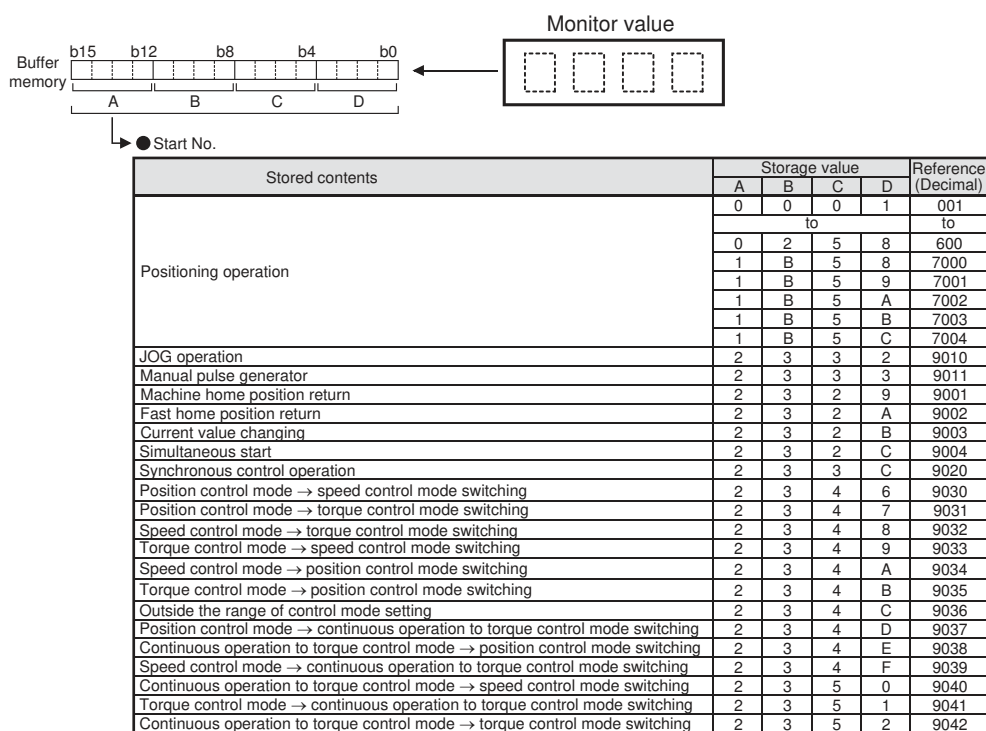 Monitor value
b15 b12 b8 b4 b0
Buffer
memory
A B C D
● Start No.
Stored contents Storage value Reference
(Decimal)
A B C D
0 0 0 1 001
to to
0 2 5 8 600
Positioning operation
1 B 5 8 7000
1 B 5 9 7001
1 B 5 A 7002
1 B 5 B 7003
1 B 5 C 7004
JOG operation 2 3 3 2 9010
Manual pulse generator 2 3 3 3 9011
Machine home position return 2 3 2 9 9001
Fast home position return 2 3 2 A 9002
Current value changing 2 3 2 B 9003
Simultaneous start 2 3 2 C 9004
Synchronous control operation 2 3 3 C 9020
Position control mode → speed control mode switching 2 3 4 6 9030
Position control mode → torque control mode switching 2 3 4 7 9031
Speed control mode → torque control mode switching 2 3 4 8 9032
Torque control mode → speed control mode switching 2 3 4 9 9033
Speed control mode → position control mode switching 2 3 4 A 9034
Torque control mode → position control mode switching 2 3 4 B 9035
Outside the range of control mode setting 2 3 4 C 9036
Position control mode → continuous operation to torque control mode switching 2 3 4 D 9037
Continuous operation to torque control mode → position control mode switching 2 3 4 E 9038
Speed control mode → continuous operation to torque control mode switching 2 3 4 F 9039
Continuous operation to torque control mode → speed control mode switching 2 3 5 0 9040
Torque control mode → continuous operation to torque control mode switching 2 3 5 1 9041
Continuous operation to torque control mode → torque control mode switching 2 3 5 2 9042